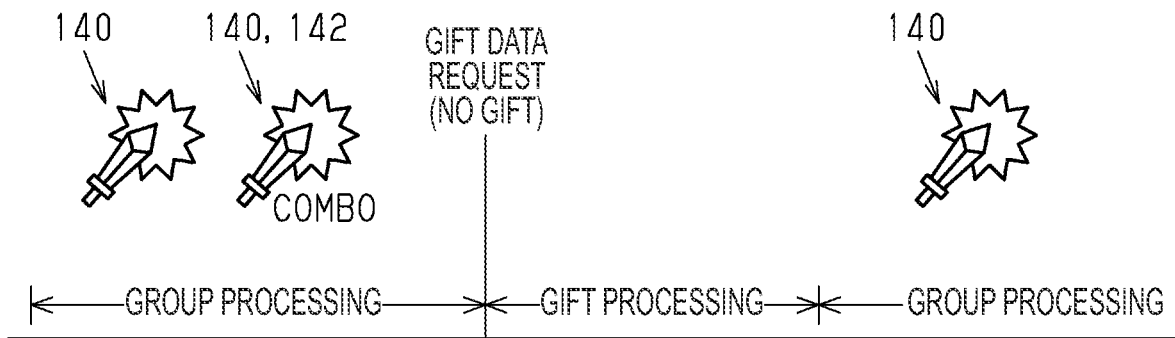 140
140, 142
GIFT DATA
REQUEST
(NO GIFT)
140
COMBO
GROUP PROCESSING
GIFT PROCESSING
GROUP PROCESSING